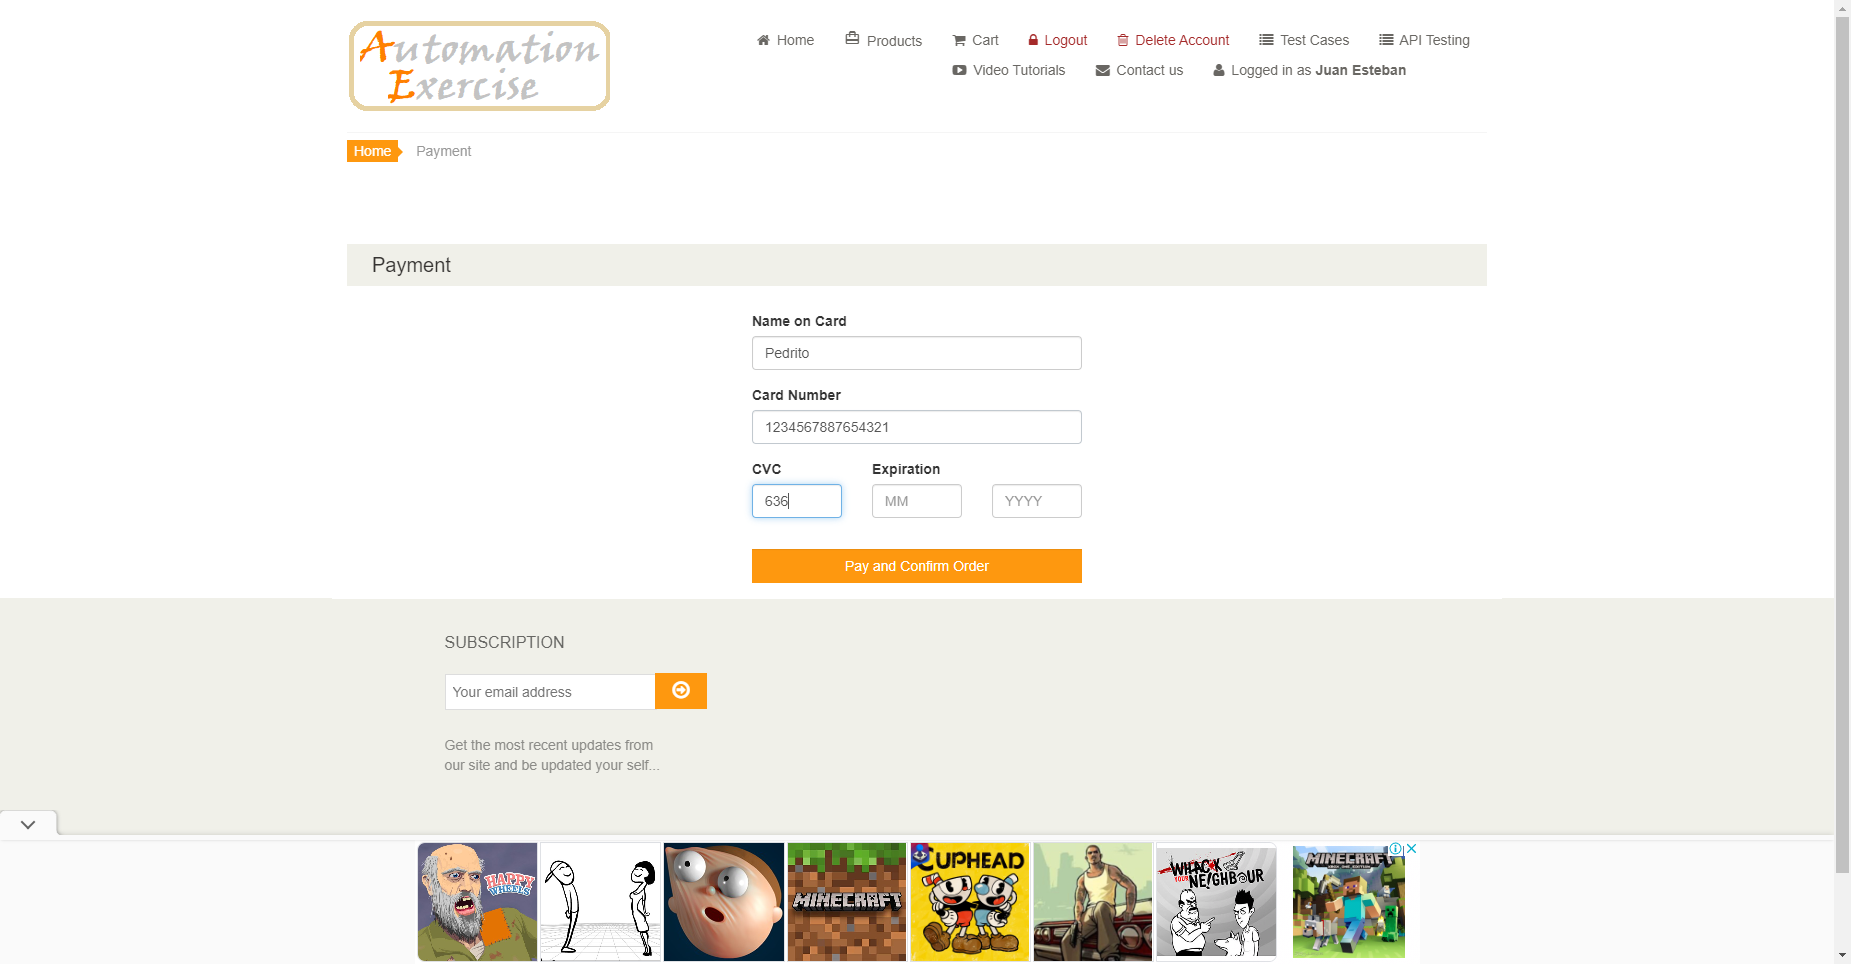 Automation
Exercise
Home
Products
Cart
Logout
Delete Account
Test Cases
API Testing
Video Tutorials
Contact us
Logged in as Juan Esteban
Home
Payment
Payment
Name on Card
Pedrito
Card Number
1234567887654321
CVC
Expiration
636
MM
YYYY
Pay and Confirm Order
SUBSCRIPTION
Your email address
Get the most recent updates from
our site and be updated your self...
HAPPY
WHEELS
MINECRAFT
CUPHEAD
WHACK
YOUR
NE!GHBOUR
MINECRAFT